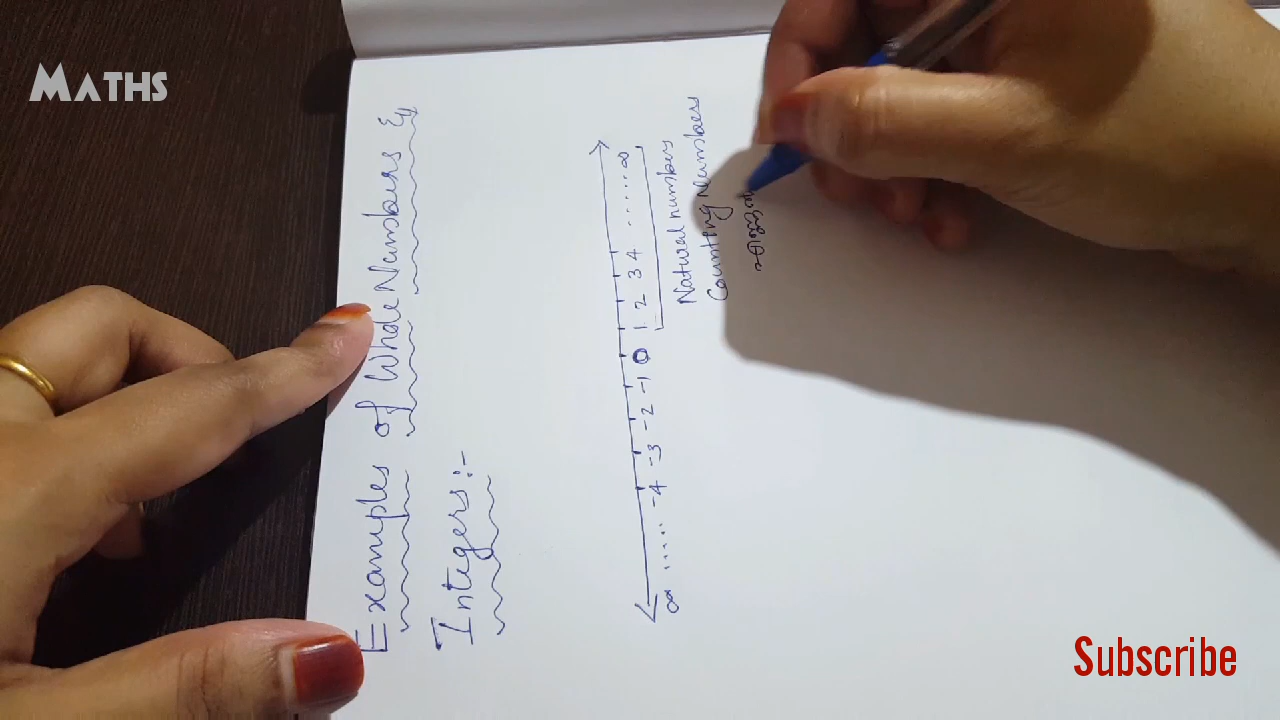 MATHS
Examples of Whole Numbers &
Integers:-
∞ ..... -4 -3 -2 -1 0 1 2 3 4 ...... ∞
Natural numbers
Counting Numbers
Subscribe